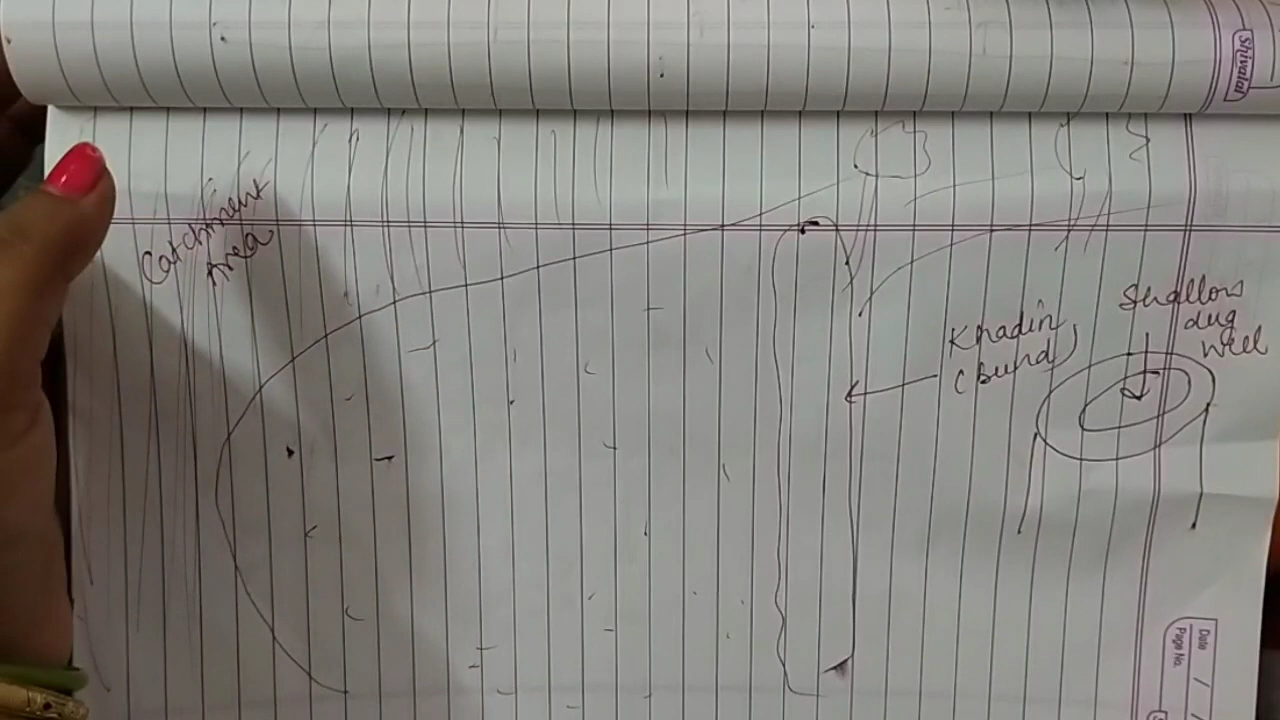 Shivalal
Catchment
Area
Khadin
(bund)
Shallow
dug
well
Date
Page No.